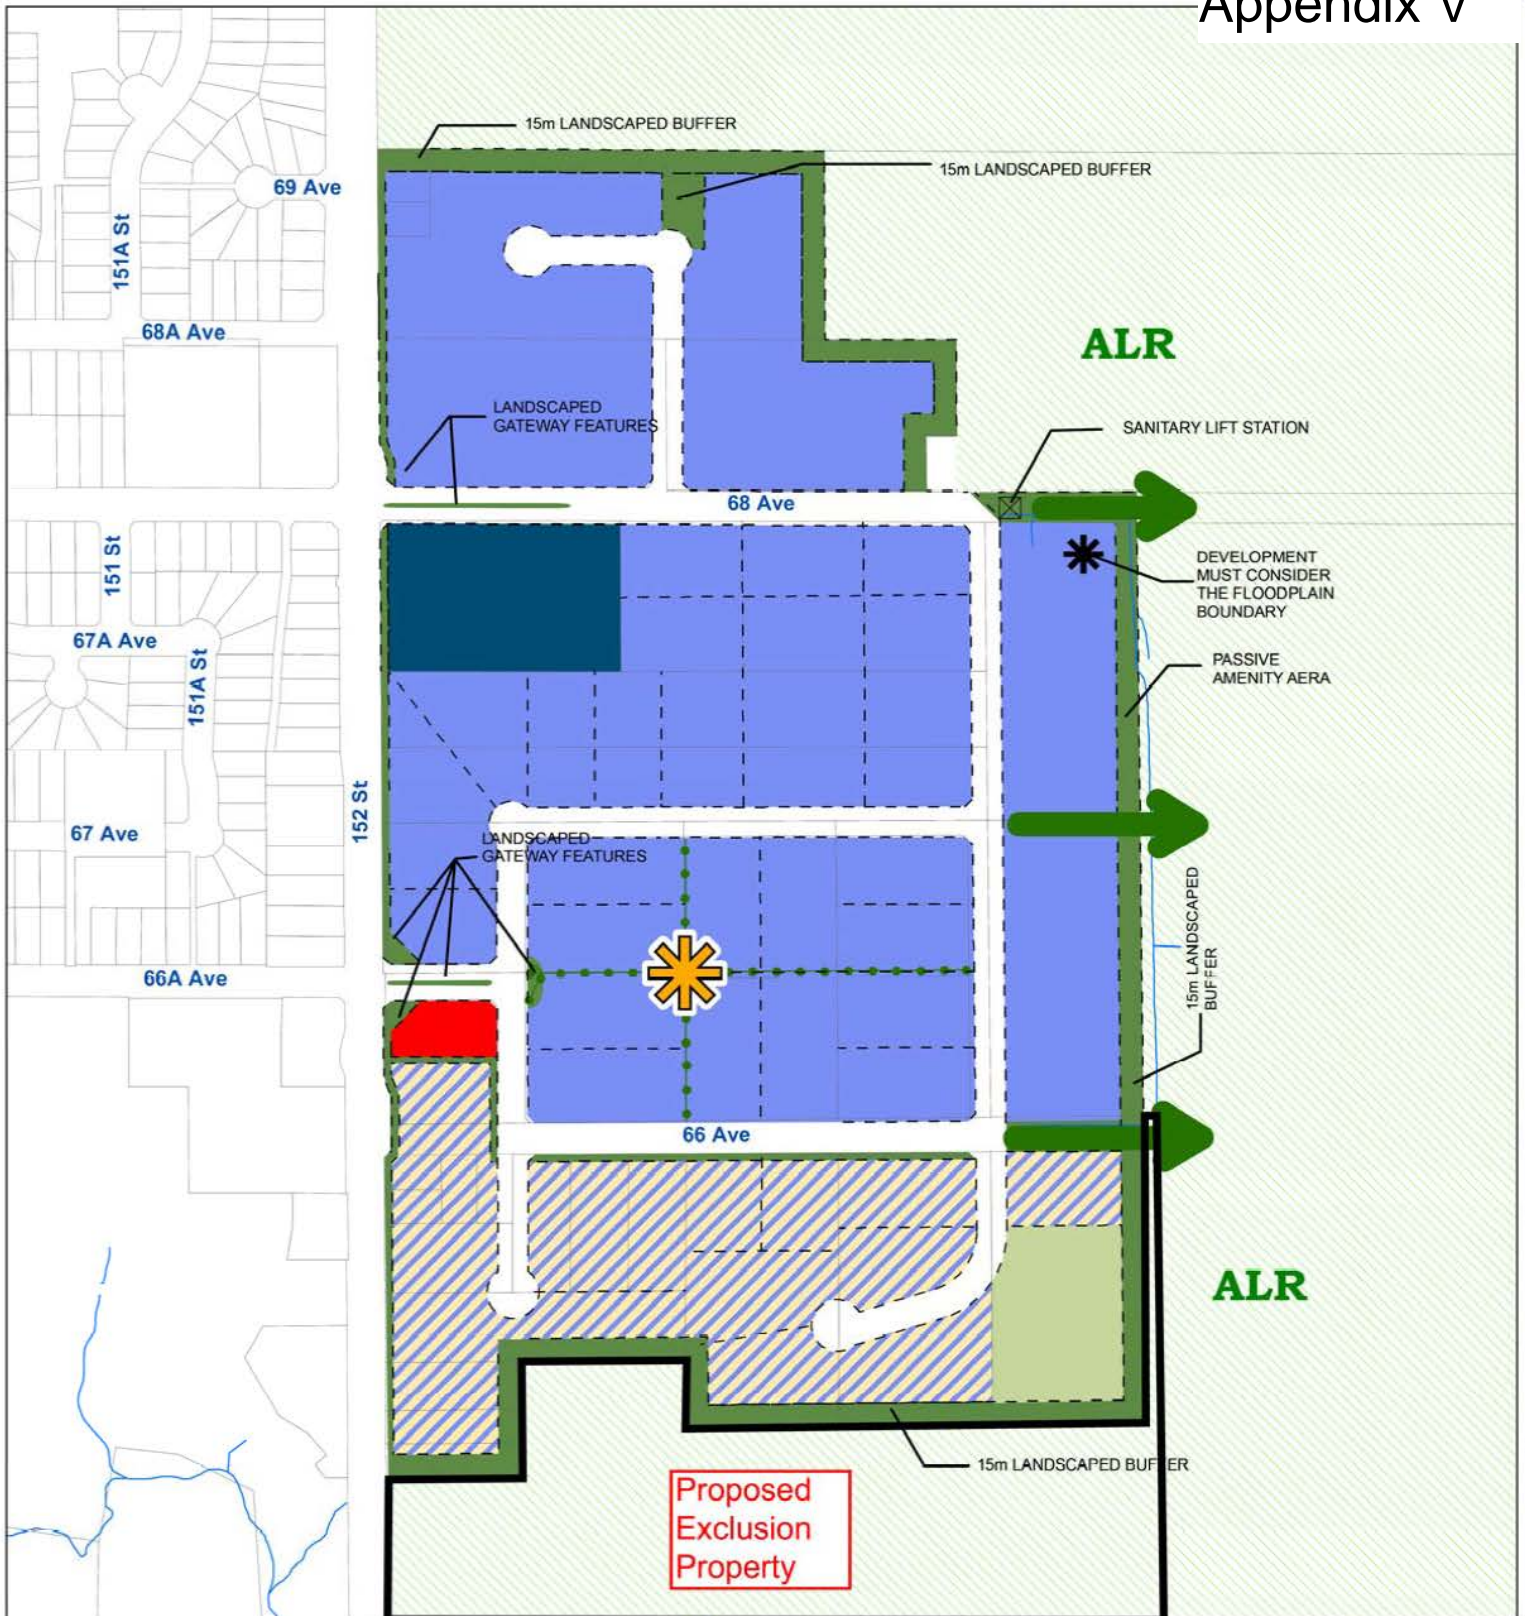 Appendix V
15m LANDSCAPED BUFFER
15m LANDSCAPED BUFFER
69 Ave
151A St
68A Ave
ALR
LANDSCAPED
GATEWAY FEATURES
SANITARY LIFT STATION
68 Ave
151 St
DEVELOPMENT
MUST CONSIDER
THE FLOODPLAIN
BOUNDARY
67A Ave
151A St
PASSIVE
AMENITY AERA
152 St
67 Ave
LANDSCAPED
GATEWAY FEATURES
15m LANDSCAPED
BUFFER
66A Ave
66 Ave
ALR
15m LANDSCAPED BUFFER
Proposed
Exclusion
Property